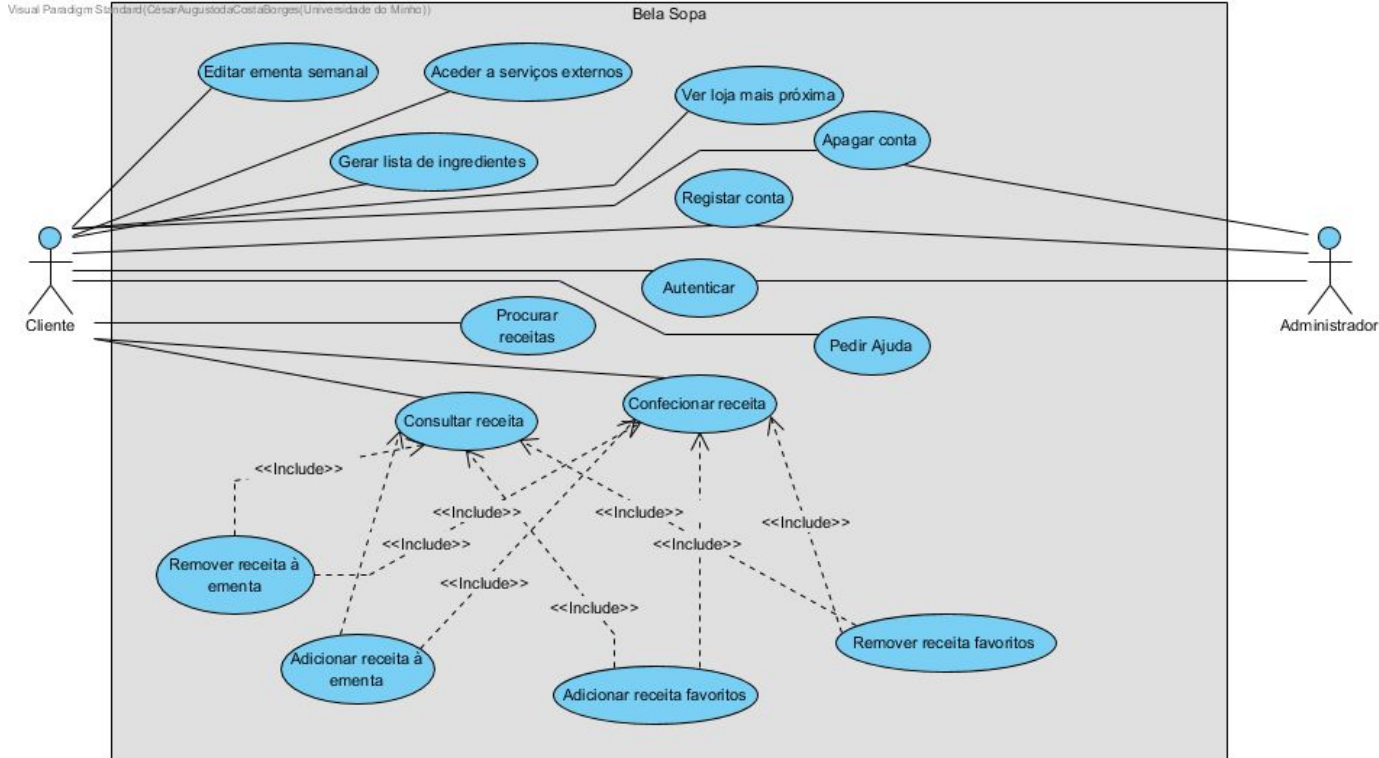 Visual Paradigm Standard(CésarAugustodaCostaBorges(Universidade do Minho))
Bela Sopa
Editar ementa semanal
Aceder a serviços externos
Ver loja mais próxima
Apagar conta
Gerar lista de ingredientes
Registar conta
Autenticar
Procurar
receitas
Pedir Ajuda
Cliente
Administrador
Consultar receita
Confecionar receita
<<Include>>
<<Include>>
<<Include>>
<<Include>>
<<Include>>
<<Include>>
<<Include>>
<<Include>>
Remover receita à
ementa
Adicionar receita à
ementa
Adicionar receita favoritos
Remover receita favoritos